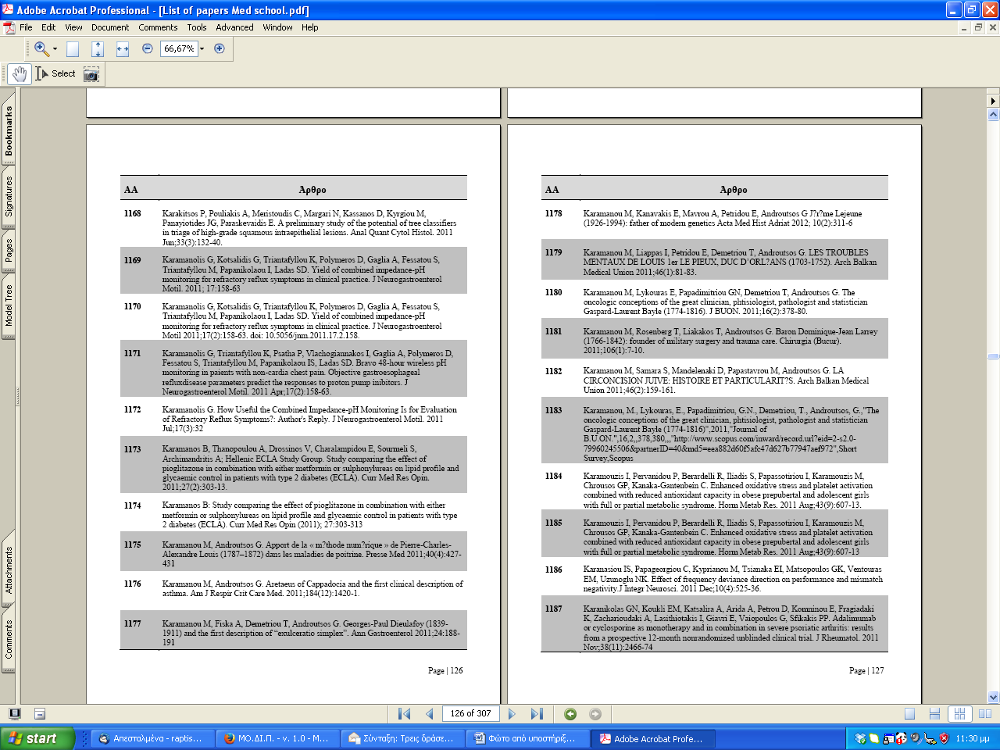 Adobe Acrobat Professional - [List of papers Med school.pdf]
File Edit View Document Comments Tools Advanced Window Help
66,67%
Select
Bookmarks
Signatures
Pages
Model Tree
Attachments
Comments
ΑΑ Άρθρο
1168 Karakitsos P, Pouliakis A, Meristoudis C, Margari N, Kassanos D, Kyrgiou M,
Panayiotides JG, Paraskevaidis E. A preliminary study of the potential of tree classifiers
in triage of high-grade squamous intraepithelial lesions. Anal Quant Cytol Histol. 2011
Jun;33(3):132-40.
1169 Karamanolis G, Kotsalidis G, Triantafyllou K, Polymeros D, Gaglia A, Fessatou S,
Triantafyllou M, Papanikolaou I, Ladas SD. Yield of combined impedance-pH
monitoring for refractory reflux symptoms in clinical practice. J Neurogastroenterol
Motil. 2011; 17:158-63
1170 Karamanolis G, Kotsalidis G, Triantafyllou K, Polymeros D, Gaglia A, Fessatou S,
Triantafyllou M, Papanikolaou I, Ladas SD. Yield of combined impedance-pH
monitoring for refractory reflux symptoms in clinical practice. J Neurogastroenterol
Motil 2011;17(2):158-63. doi: 10.5056/jnm.2011.17.2.158.
1171 Karamanolis G, Triantafyllou K, Psatha P, Vlachogiannakos I, Gaglia A, Polymeros D,
Fessatou S, Triantafyllou M, Papanikolaou IS, Ladas SD. Bravo 48-hour wireless pH
monitoring in patients with non-cardia chest pain. Objective gastroesophageal
refluxdisease parameters predict the responses to proton pump inibitors. J
Neurogastroenterol Motil. 2011 Apr;17(2):158-63.
1172 Karamanolis G. How Useful the Combined Impedance-pH Monitoring Is for Evaluation
of Refractory Reflux Symptoms?: Author's Reply. J Neurogastroenterol Motil. 2011
Jul;17(3):32
1173 Karamanos B, Thanopoulou A, Drossinos V, Charalampidou E, Sourmeli S,
Archimandritis A; Hellenic ECLA Study Group. Study comparing the effect of
pioglitazone in combination with either metformin or sulphonylureas on lipid profile and
glycaemic control in patients with type 2 diabetes (ECLA). Curr Med Res Opin.
2011;27(2):303-13.
1174 Karamanos B: Study comparing the effect of pioglitazone in combination with either
metformin or sulphonylureas on lipid profile and glycaemic control in patients with type
2 diabetes (ECLA). Curr Med Res Opin (2011); 27:303-313
1175 Karamanou M, Androutsos G. Apport de la « m?thode num?rique » de Pierre-Charles-
Alexandre Louis (1787–1872) dans les maladies de poitrine. Presse Med 2011;40(4):427-
431
1176 Karamanou M, Androutsos G. Aretaeus of Cappadocia and the first clinical description of
asthma. Am J Respir Crit Care Med. 2011;184(12):1420-1.
1177 Karamanou M, Fiska A, Demetriou T, Androutsos G. Georges-Paul Dieulafoy (1839-
1911) and the first description of “exulceratio simplex”. Ann Gastroenterol 2011;24:188-
191
Page | 126
ΑΑ Άρθρο
1178 Karamanou M, Kanavakis E, Mavrou A, Petridou E, Androutsos G J?r?me Lejeune
(1926-1994): father of modern genetics Acta Med Hist Adriat 2012; 10(2):311-6
1179 Karamanou M, Liappas I, Petridou E, Demetriou T, Androutsos G. LES TROUBLES
MENTAUX DE LOUIS 1er LE PIEUX, DUC D’ORL?ANS (1703-1752). Arch Balkan
Medical Union 2011;46(1):81-83.
1180 Karamanou M, Lykouras E, Papadimitriou GN, Demetriou T, Androutsos G. The
oncologic conceptions of the great clinician, phtisiologist, pathologist and statistician
Gaspard-Laurent Bayle (1774-1816). J BUON. 2011;16(2):378-80.
1181 Karamanou M, Rosenberg T, Liakakos T, Androutsos G. Baron Dominique-Jean Larrey
(1766-1842): founder of military surgery and trauma care. Chirurgia (Bucur).
2011;106(1):7-10.
1182 Karamanou M, Samara S, Mandelenaki D, Papastavrou M, Androutsos G. LA
CIRCONCISION JUIVE: HISTOIRE ET PARTICULARIT?S. Arch Balkan Medical
Union 2011;46(2):159-161.
1183 Karamanou, M., Lykouras, E., Papadimitriou, G.N., Demetriou, T., Androutsos, G.,"The
oncologic conceptions of the great clinician, phtisiologist, pathologist and statistician
Gaspard-Laurent Bayle (1774-1816)",2011,"Journal of
B.U.ON.",16,2,,378,380,,,"http://www.scopus.com/inward/record.url?eid=2-s2.0-
79960245506&partnerID=40&md5=eea882d60f5afc47d627b77947aef972",Short
Survey,Scopus
1184 Karamouzis I, Pervanidou P, Berardelli R, Iliadis S, Papassotiriou I, Karamouzis M,
Chrousos GP, Kanaka-Gantenbein C. Enhanced oxidative stress and platelet activation
combined with reduced antioxidant capacity in obese prepubertal and adolescent girls
with full or partial metabolic syndrome. Horm Metab Res. 2011 Aug;43(9):607-13.
1185 Karamouzis I, Pervanidou P, Berardelli R, Iliadis S, Papassotiriou I, Karamouzis M,
Chrousos GP, Kanaka-Gantenbein C. Enhanced oxidative stress and platelet activation
combined with reduced antioxidant capacity in obese prepubertal and adolescent girls
with full or partial metabolic syndrome. Horm Metab Res. 2011 Aug;43(9):607-13
1186 Karanasiou IS, Papageorgiou C, Kyprianou M, Tsianaka EI, Matsopoulos GK, Ventouras
EM, Uzunoglu NK. Effect of frequency deviance direction on performance and mismatch
negativity.J Integr Neurosci. 2011 Dec;10(4):525-36.
1187 Karanikolas GN, Koukli EM, Katsalira A, Arida A, Petrou D, Komninou E, Fragiadaki
K, Zacharioudaki A, Lasithiotakis I, Giavri E, Vaiopoulos G, Sfikakis PP. Adalimumab
or cyclosporine as monotherapy and in combination in severe psoriatic arthritis: results
from a prospective 12-month nonrandomized unblinded clinical trial. J Rheumatol. 2011
Nov;38(11):2466-74
Page | 127
126 of 307
start Απεσταλμένα - raptis... ΜΟ.ΔΙ.Π. - v. 1.0 - M... Σύνταξη: Τρεις δράσε... Φώτο από υποστήριξ... Adobe Acrobat Profe... 11:30 μμ